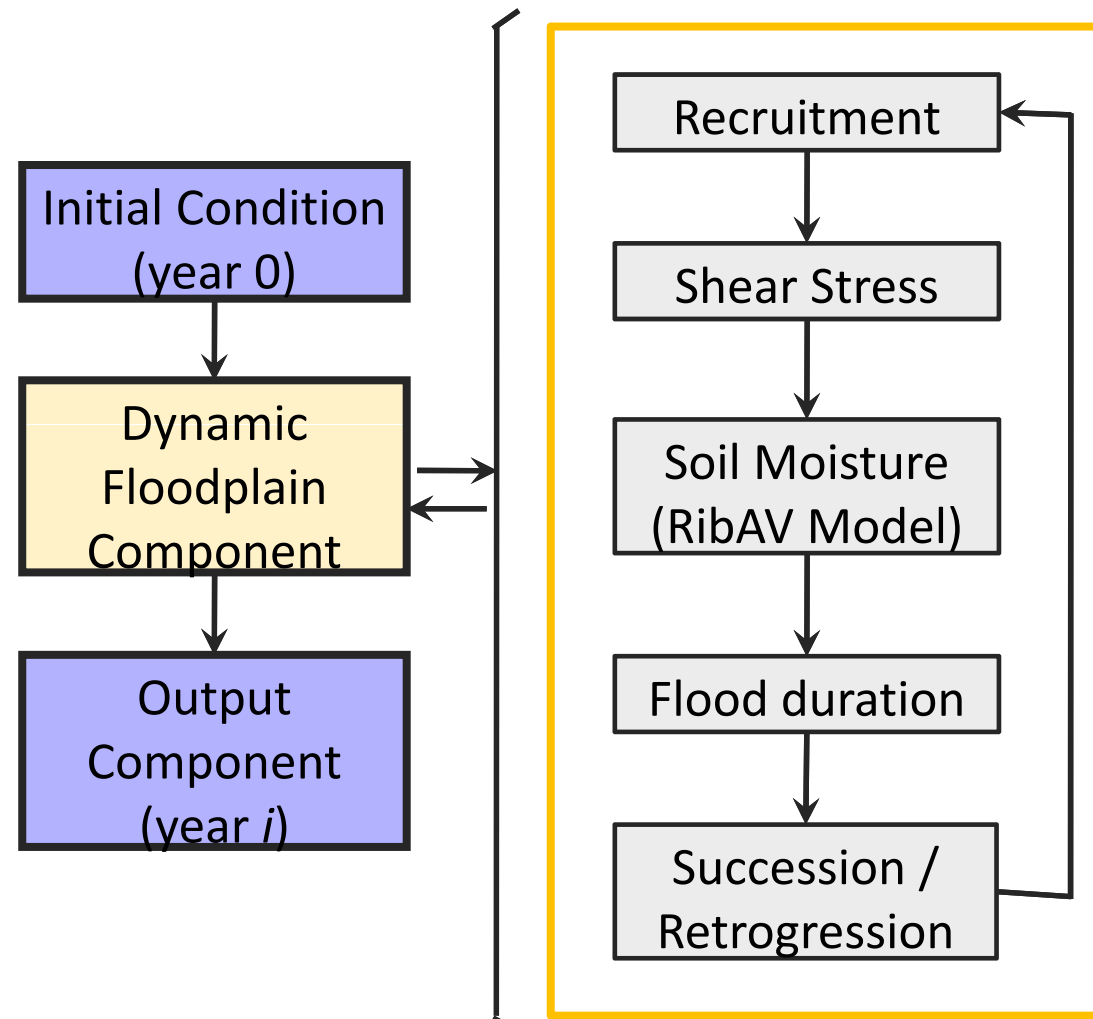 Initial Condition
(year 0)
Dynamic
Floodplain
Component
Output
Component
(year i)
Recruitment
Shear Stress
Soil Moisture
(RibAV Model)
Flood duration
Succession /
Retrogression